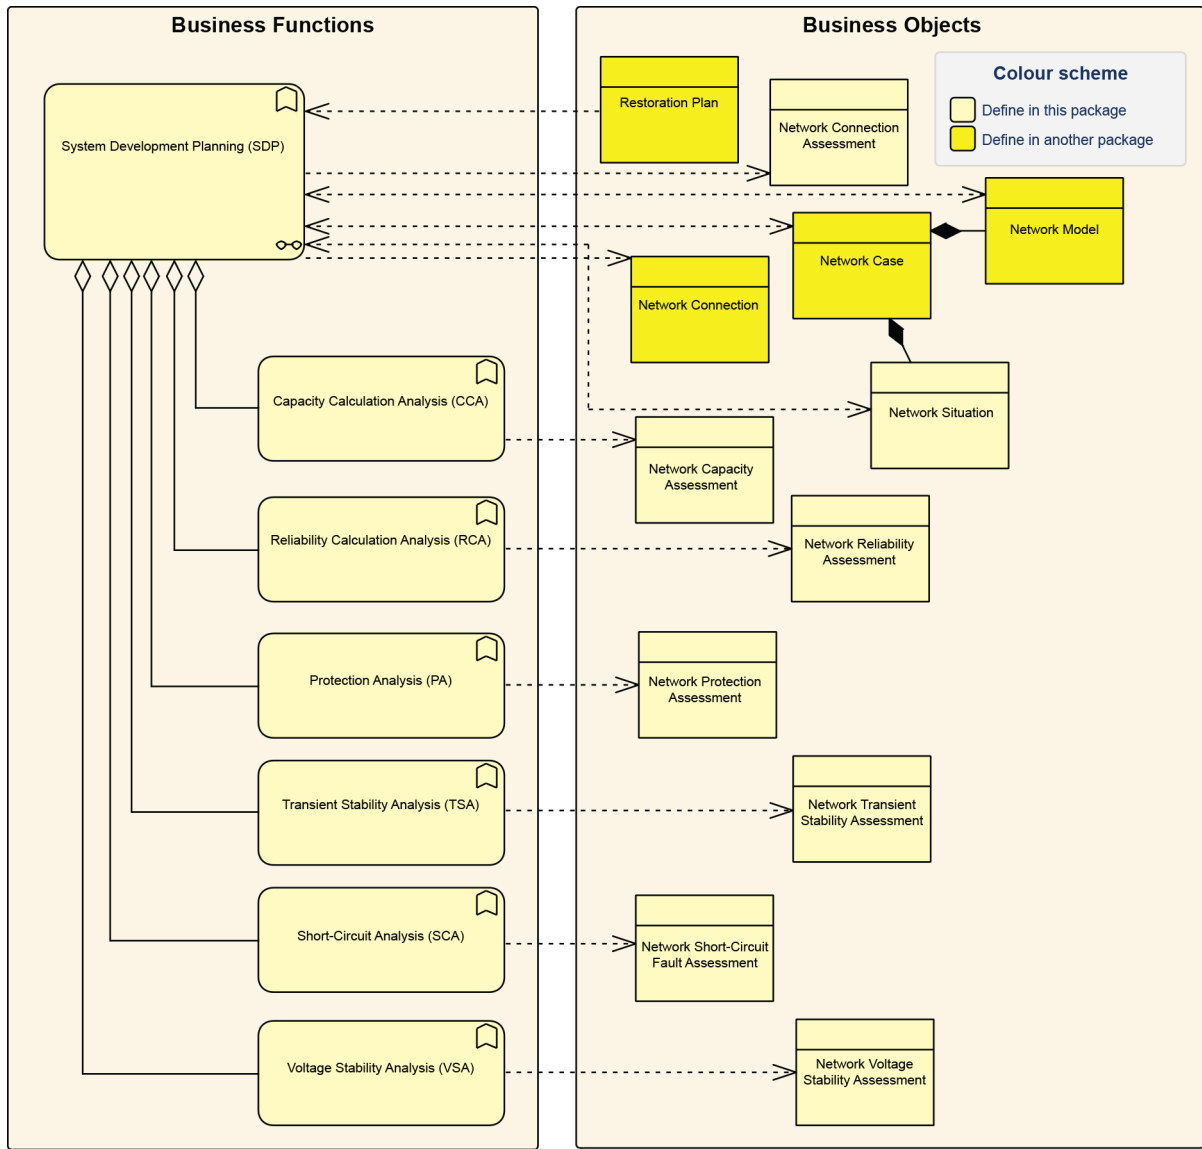 Business Functions
Business Objects
Colour scheme
Define in this package
Define in another package
System Development Planning (SDP)
Restoration Plan
Network Connection
Assessment
Network Model
Network Case
Network Connection
Network Situation
Capacity Calculation Analysis (CCA)
Network Capacity
Assessment
Reliability Calculation Analysis (RCA)
Network Reliability
Assessment
Protection Analysis (PA)
Network Protection
Assessment
Transient Stability Analysis (TSA)
Network Transient
Stability Assessment
Short-Circuit Analysis (SCA)
Network Short-Circuit
Fault Assessment
Voltage Stability Analysis (VSA)
Network Voltage
Stability Assessment